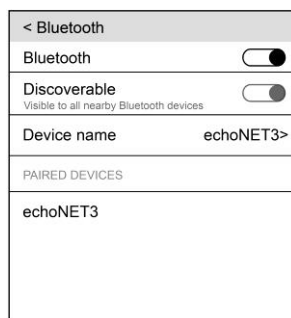 < Bluetooth
Bluetooth
Discoverable
Visible to all nearby Bluetooth devices
Device name echoNET3>
PAIRED DEVICES
echoNET3